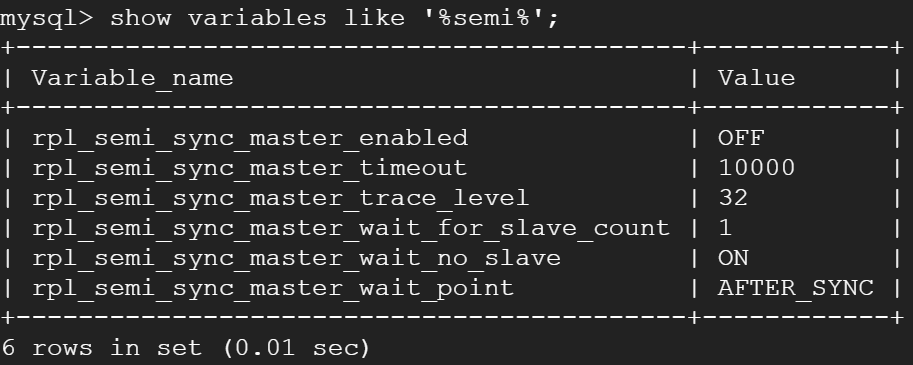 mysql> show variables like '%semi%';
+-------------------------------------------+------------+
| Variable_name                             | Value      |
+-------------------------------------------+------------+
| rpl_semi_sync_master_enabled              | OFF        |
| rpl_semi_sync_master_timeout              | 10000      |
| rpl_semi_sync_master_trace_level          | 32         |
| rpl_semi_sync_master_wait_for_slave_count | 1          |
| rpl_semi_sync_master_wait_no_slave        | ON         |
| rpl_semi_sync_master_wait_point           | AFTER_SYNC |
+-------------------------------------------+------------+
6 rows in set (0.01 sec)